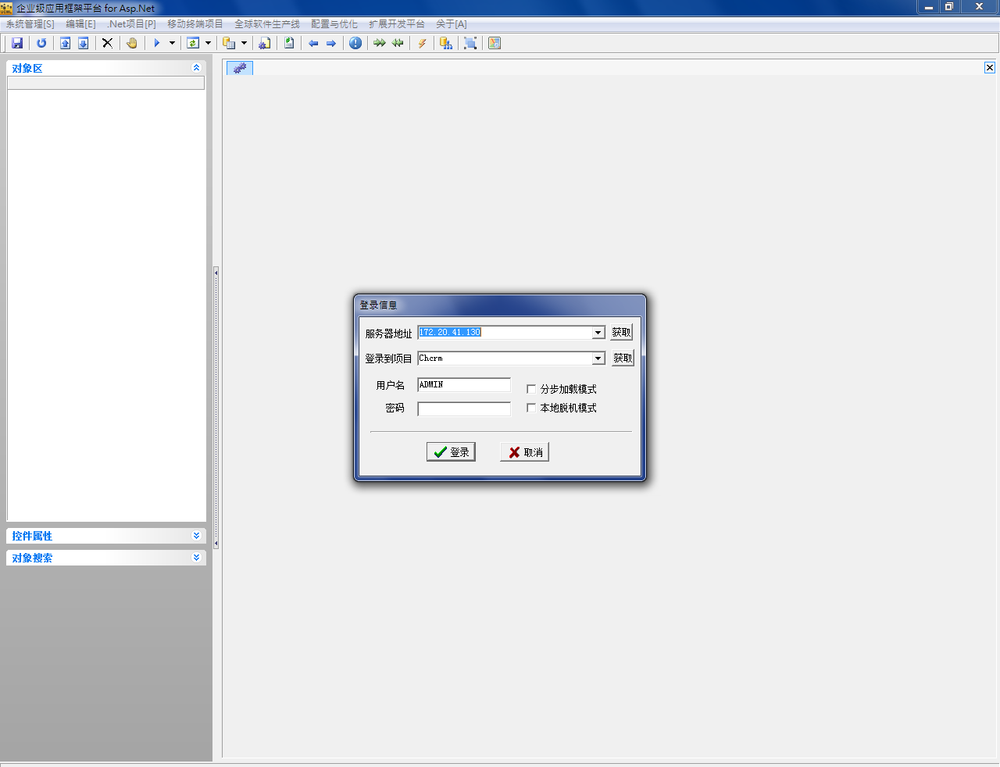 企业级应用框架平台 for Asp.Net
系统管理[S] 编辑[E] .Net项目[P] 移动终端项目 全球软件生产线 配置与优化 扩展开发平台 关于[A]
对象区
登录信息
服务器地址 172.20.41.130 获取
登录到项目 Chcrm 获取
用户名 ADMIN 分步加载模式
密码 本地脱机模式
登录 取消
控件属性
对象搜索